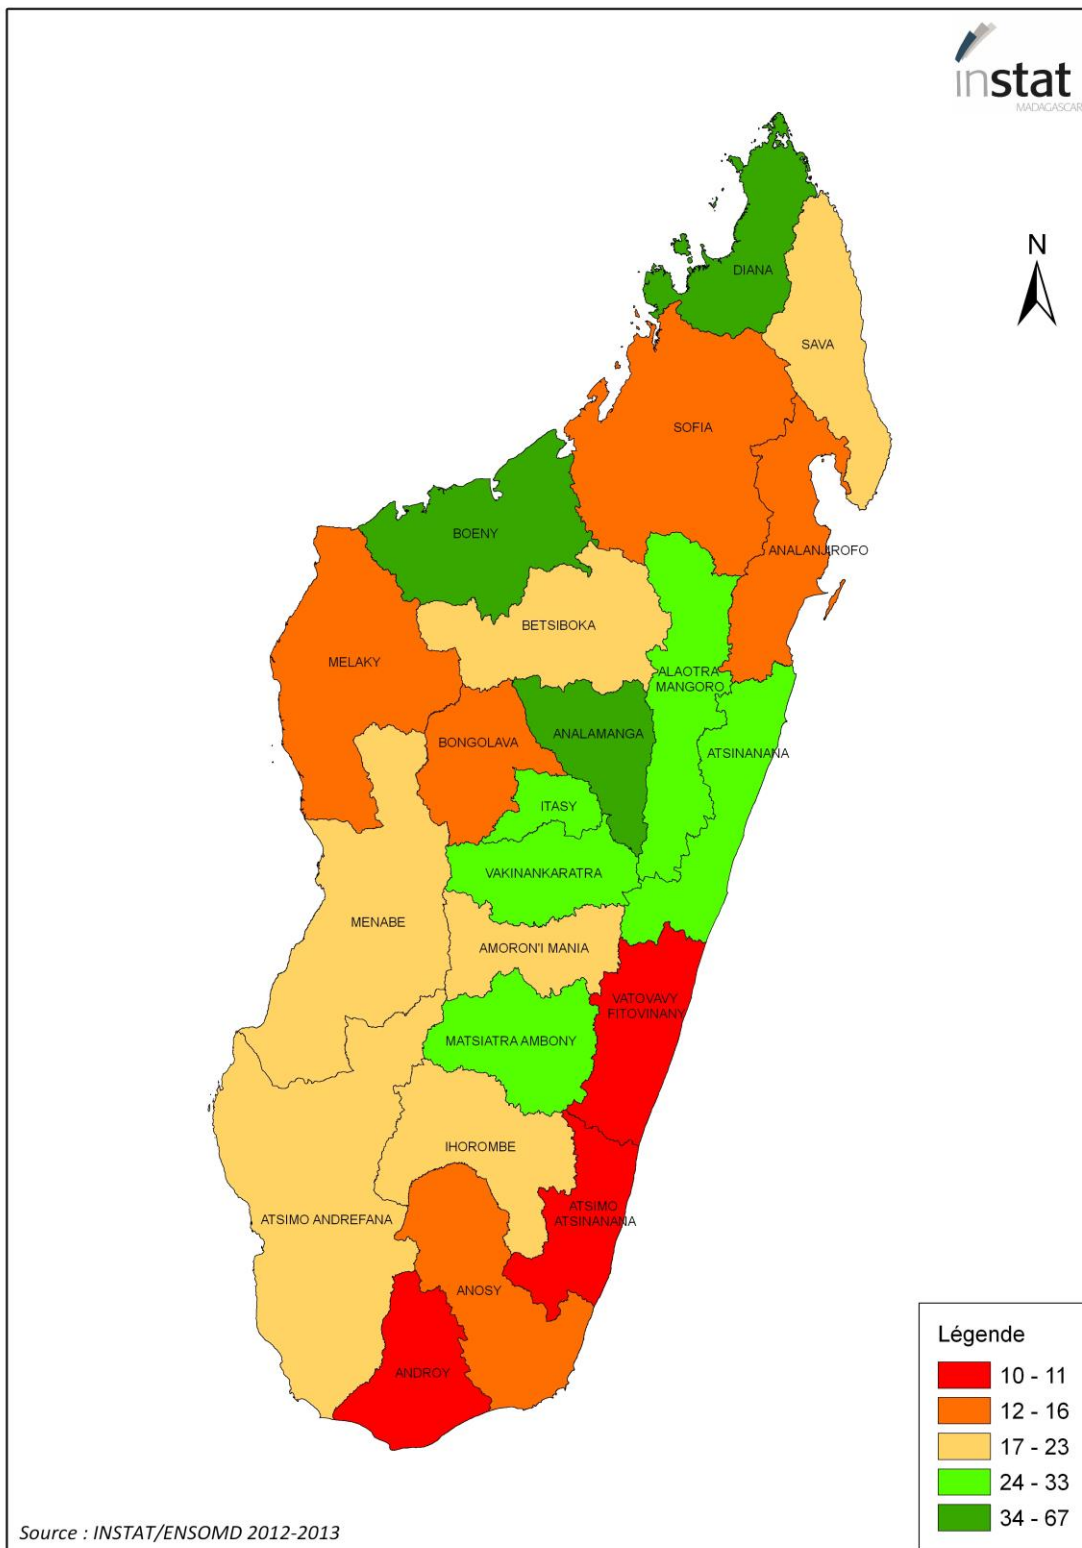 instat
MADAGASCAR
N
DIANA
SAVA
SOFIA
BOENY
ANALANJIROFO
BETSIBOKA
MELAKY
ALAOTRA
MANGORO
BONGOLAVA
ANALAMANGA
ATSINANANA
ITASY
VAKINANKARATRA
MENABE
AMORON'I MANIA
VATOVAVY
FITOVINANY
MATSIATRA AMBONY
IHOROMBE
ATSIMO
ATSINANANA
ATSIMO ANDREFANA
ANOSY
ANDROY
Légende
10 - 11
12 - 16
17 - 23
24 - 33
34 - 67
Source : INSTAT/ENSOMD 2012-2013